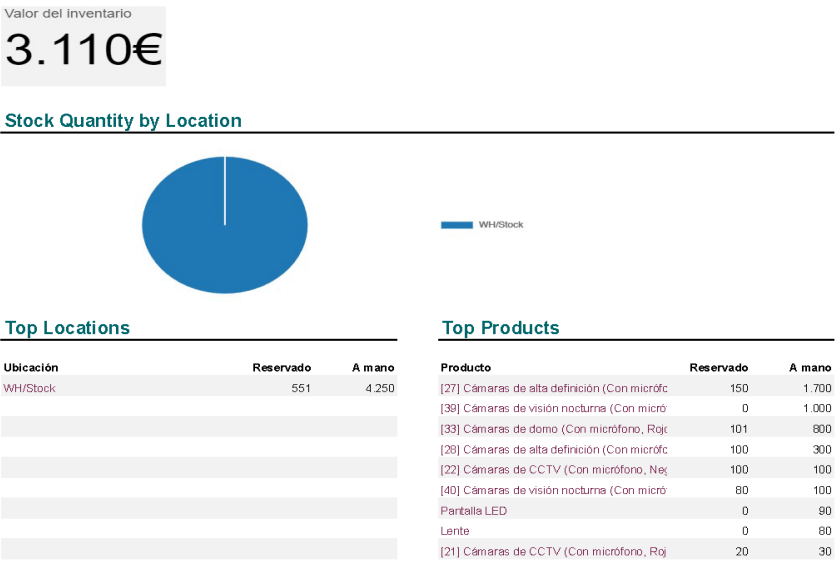 Valor del inventario
3.110€
Stock Quantity by Location
WH/Stock
Top Locations
Ubicación Reservado A mano
WH/Stock 551 4.250
Top Products
Producto Reservado A mano
[27] Cámaras de alta definición (Con micrófc 150 1.700
[39] Cámaras de visión nocturna (Con micró 0 1.000
[33] Cámaras de domo (Con micrófono, Rojc 101 800
[28] Cámaras de alta definición (Con micrófc 100 300
[22] Cámaras de CCTV (Con micrófono, Neg 100 100
[40] Cámaras de visión nocturna (Con micró 80 100
Pantalla LED 0 90
Lente 0 80
[21] Cámaras de CCTV (Con micrófono, Roj 20 30